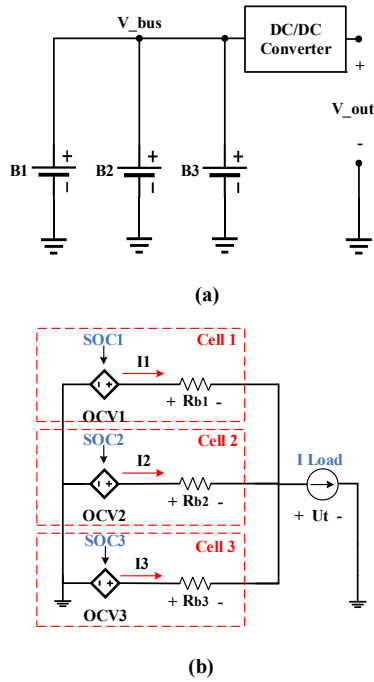 V_bus
DC/DC
Converter
+
V_out
-
B1 + -
B2 + -
B3 + -
(a)
SOC1 Cell 1
I1
- +
OCV1 + Rb1 -
SOC2 Cell 2
I2
- +
OCV2 + Rb2 -
I Load
+ Ut -
SOC3 Cell 3
I3
- +
OCV3 + Rb3 -
(b)